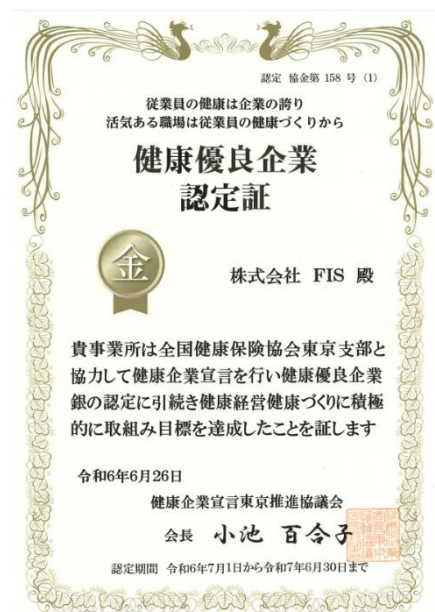 認定 協金第 158 号 (1)
従業員の健康は企業の誇り
活気ある職場は従業員の健康づくりから
健康優良企業
認定証
金
株式会社 FIS 殿
貴事業所は全国健康保険協会東京支部と
協力して健康企業宣言を行い健康優良企業
銀の認定に引続き健康経営健康づくりに積極
的に取組み目標を達成したことを証します
令和6年6月26日
健康企業宣言東京推進協議会
会長 小池 百合子
認定期間 令和6年7月1日から令和7年6月30日まで